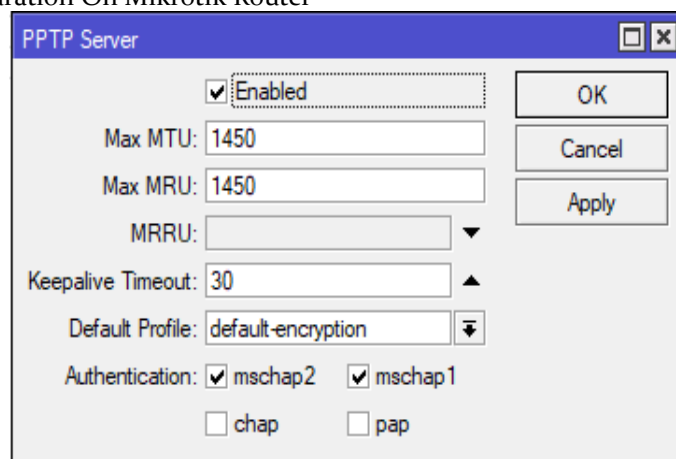 On Mikrotik Router
PPTP Server
Enabled
OK
Max MTU: 1450
Cancel
Max MRU: 1450
Apply
MRRU:
Keepalive Timeout: 30
Default Profile: default-encryption
Authentication: mschap2 mschap1
chap pap